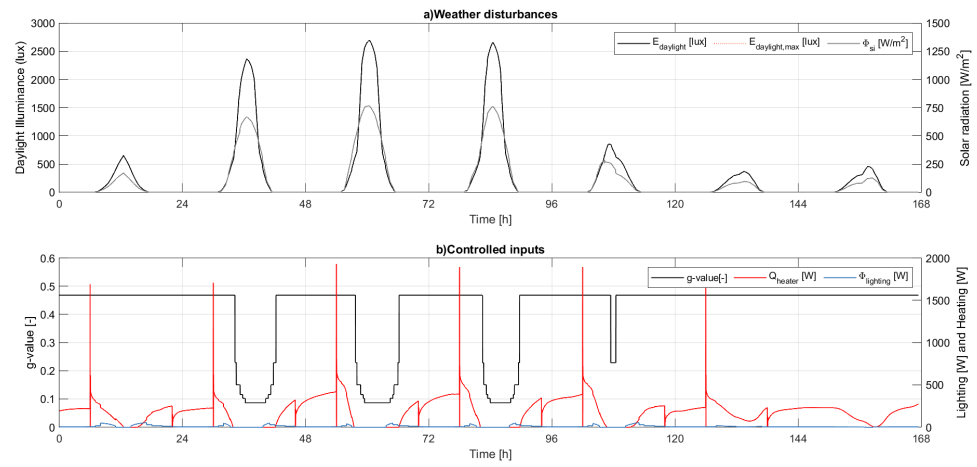 a)Weather disturbances
E_daylight [lux] E_daylight,max [lux] Φ_si [W/m²]
Daylight Illuminance (lux)
3000
2500
2000
1500
1000
500
0
1500
1250
1000
750
500
250
0
Solar radiation [W/m²]
0 24 48 72 96 120 144 168
Time [h]
b)Controlled inputs
g-value[-] Q_heater [W] Φ_lighting [W]
g-value [-]
0.6
0.5
0.4
0.3
0.2
0.1
0
2000
1500
1000
500
0
Lighting [W] and Heating [W]
0 24 48 72 96 120 144 168
Time [h]